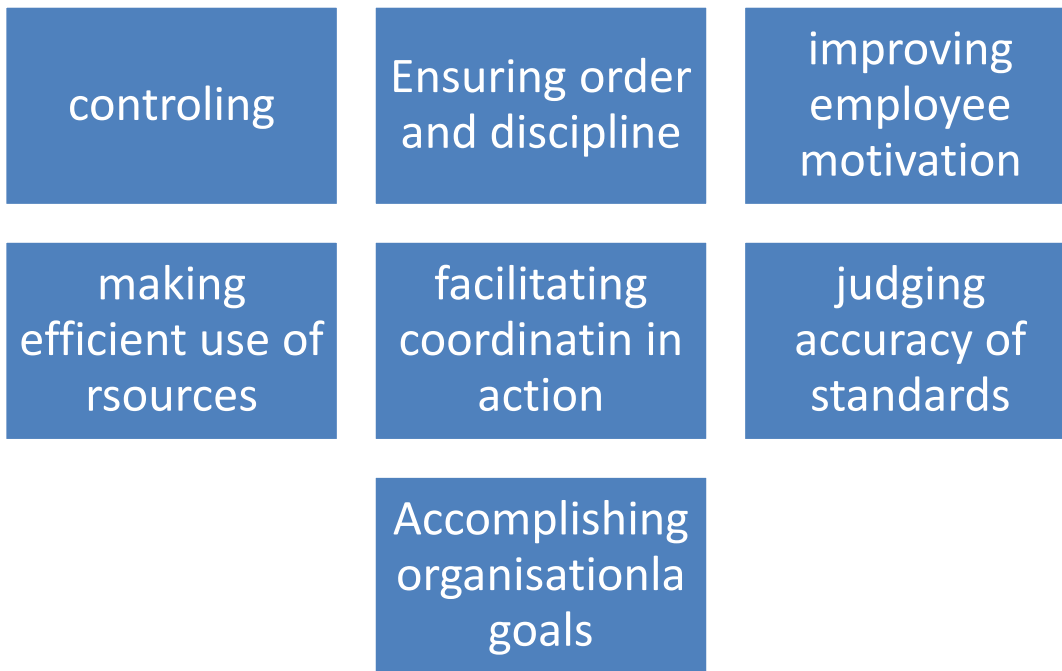 controling
Ensuring order
and discipline
improving
employee
motivation
making
efficient use of
rsources
facilitating
coordinatin in
action
judging
accuracy of
standards
Accomplishing
organisationla
goals